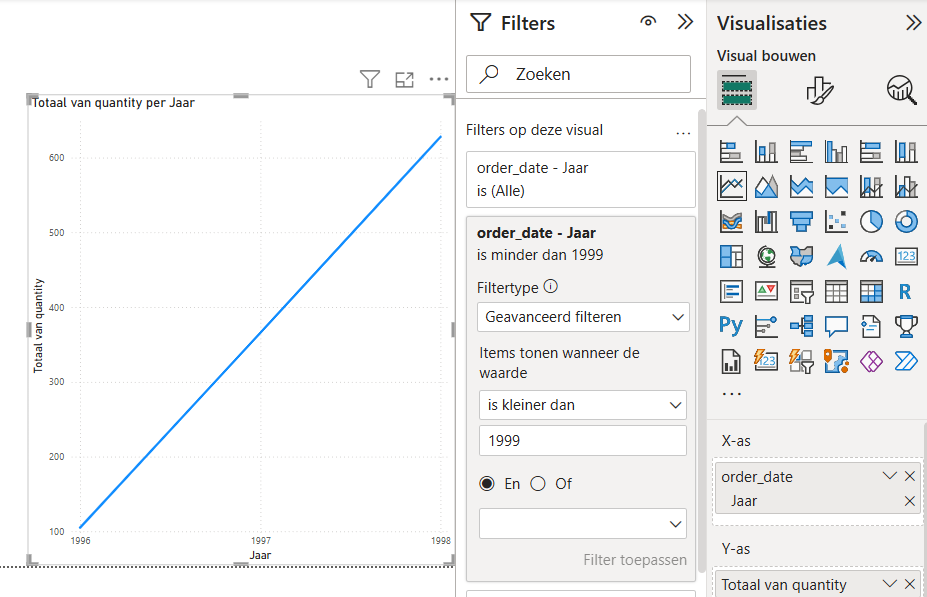 Totaal van quantity per Jaar
Totaal van quantity
600
500
400
300
200
100
1996
1997
1998
Jaar
Filters
Zoeken
Filters op deze visual
...
order_date - Jaar
is (Alle)
order_date - Jaar
is minder dan 1999
Filtertype
Geavanceerd filteren
Items tonen wanneer de
waarde
is kleiner dan
1999
En Of
Filter toepassen
Visualisaties
Visual bouwen
123
R
Py
123
...
X-as
order_date
Jaar
Y-as
Totaal van quantity